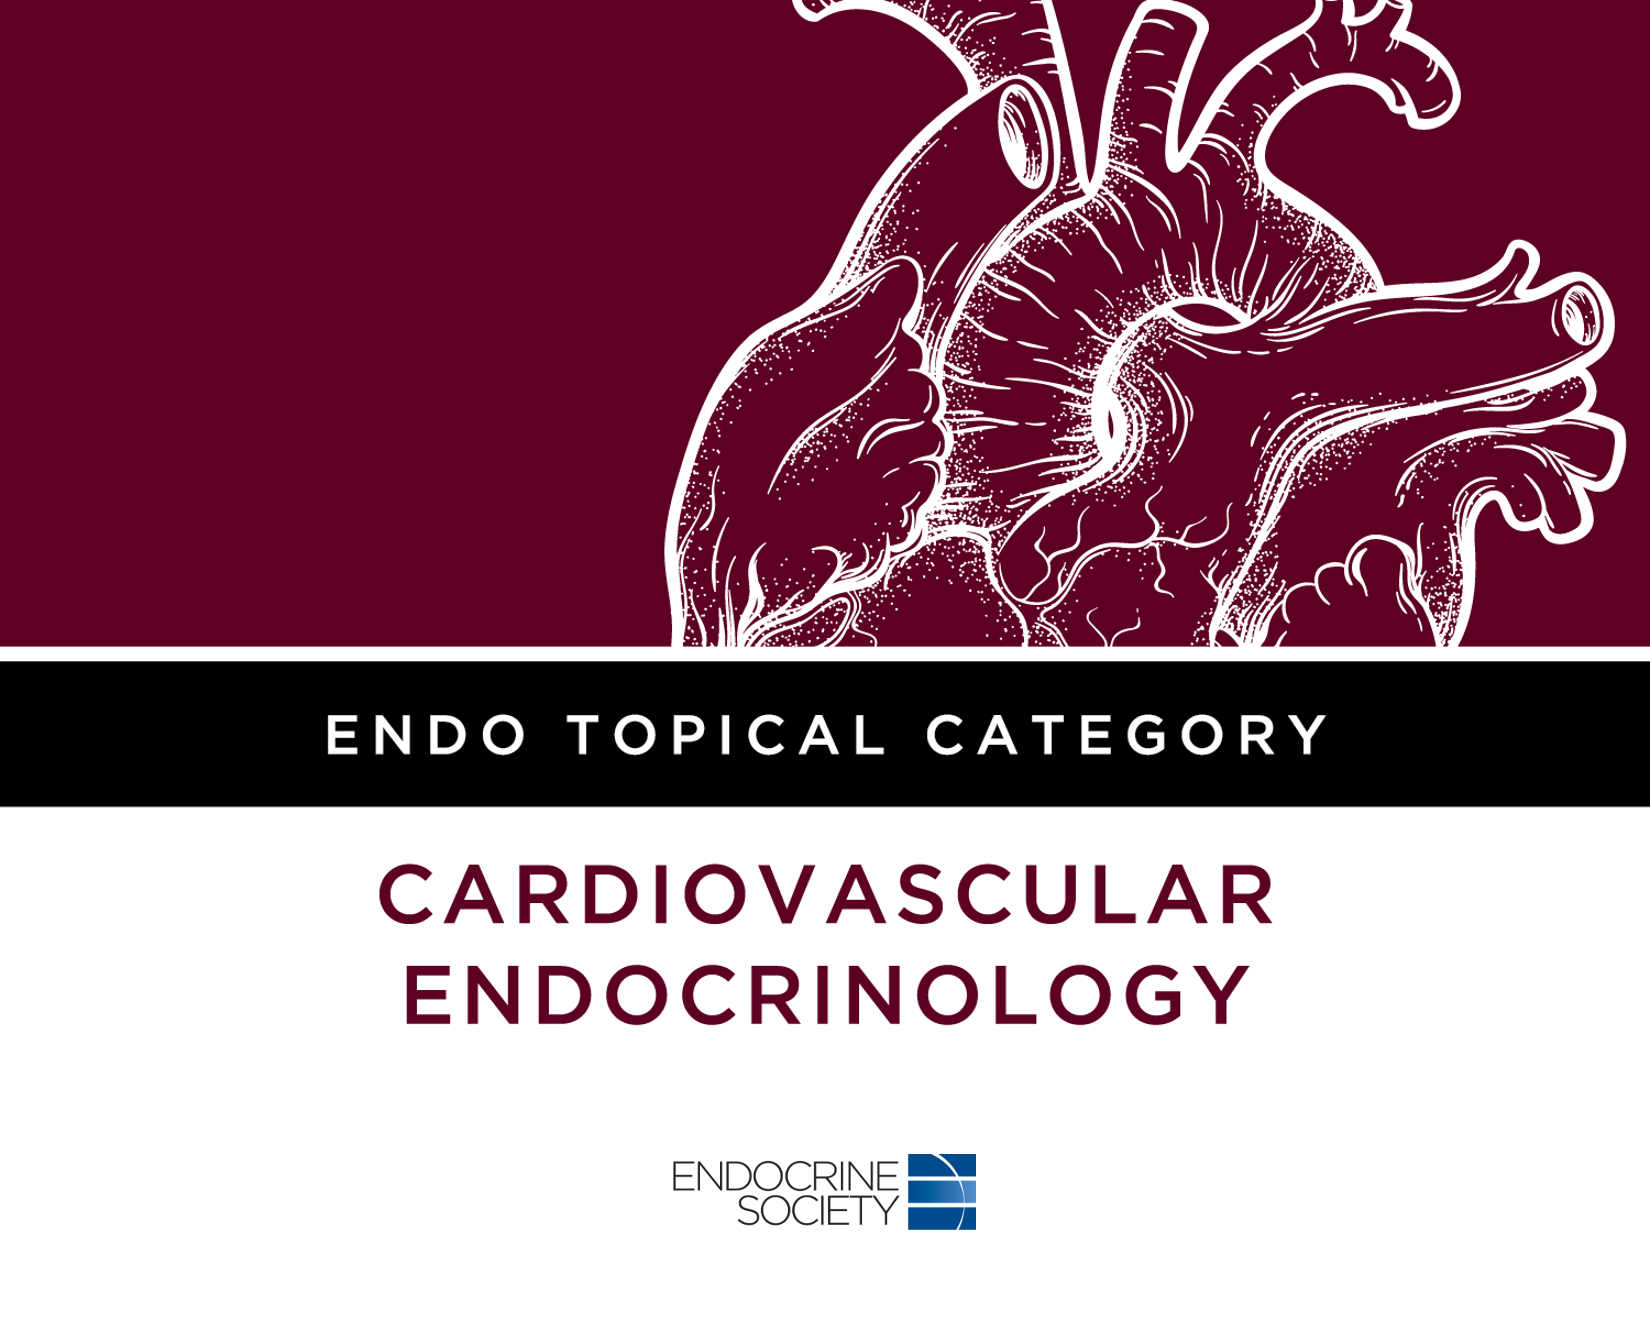 ENDO TOPICAL CATEGORY
CARDIOVASCULAR
ENDOCRINOLOGY
ENDOCRINE
SOCIETY